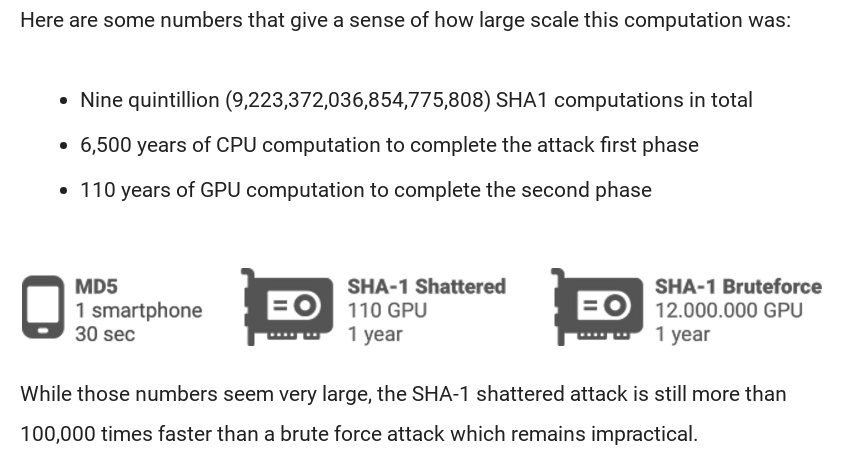 Here are some numbers that give a sense of how large scale this computation was:
• Nine quintillion (9,223,372,036,854,775,808) SHA1 computations in total
• 6,500 years of CPU computation to complete the attack first phase
• 110 years of GPU computation to complete the second phase
MD5
1 smartphone
30 sec
SHA-1 Shattered
110 GPU
1 year
SHA-1 Bruteforce
12.000.000 GPU
1 year
While those numbers seem very large, the SHA-1 shattered attack is still more than
100,000 times faster than a brute force attack which remains impractical.